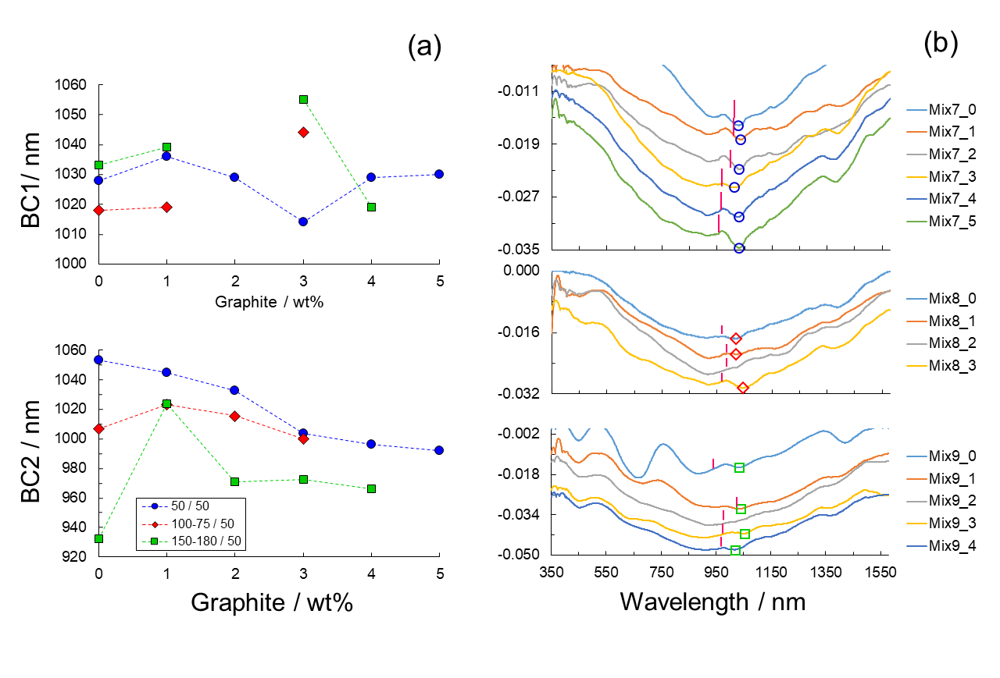 (a)
1060
1050
1040
1030
1020
1010
1000
BC1/ nm
0 1 2 3 4 5
Graphite / wt%
1060
1040
1020
1000
980
960
940
920
BC2 / nm
50 / 50
100-75 / 50
150-180 / 50
0 1 2 3 4 5
Graphite / wt%
(b)
-0.011
-0.019
-0.027
-0.035
Mix7_0
Mix7_1
Mix7_2
Mix7_3
Mix7_4
Mix7_5
0.000
-0.016
-0.032
Mix8_0
Mix8_1
Mix8_2
Mix8_3
-0.002
-0.018
-0.034
-0.050
Mix9_0
Mix9_1
Mix9_2
Mix9_3
Mix9_4
350 550 750 950 1150 1350 1550
Wavelength / nm